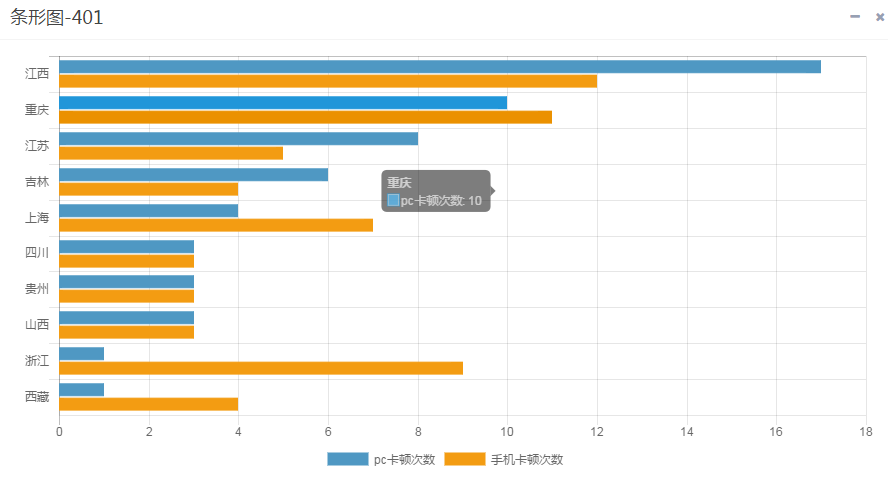 条形图-401
江西
重庆
江苏
吉林
上海
四川
贵州
山西
浙江
西藏
重庆
pc卡顿次数: 10
0 2 4 6 8 10 12 14 16 18
pc卡顿次数 手机卡顿次数